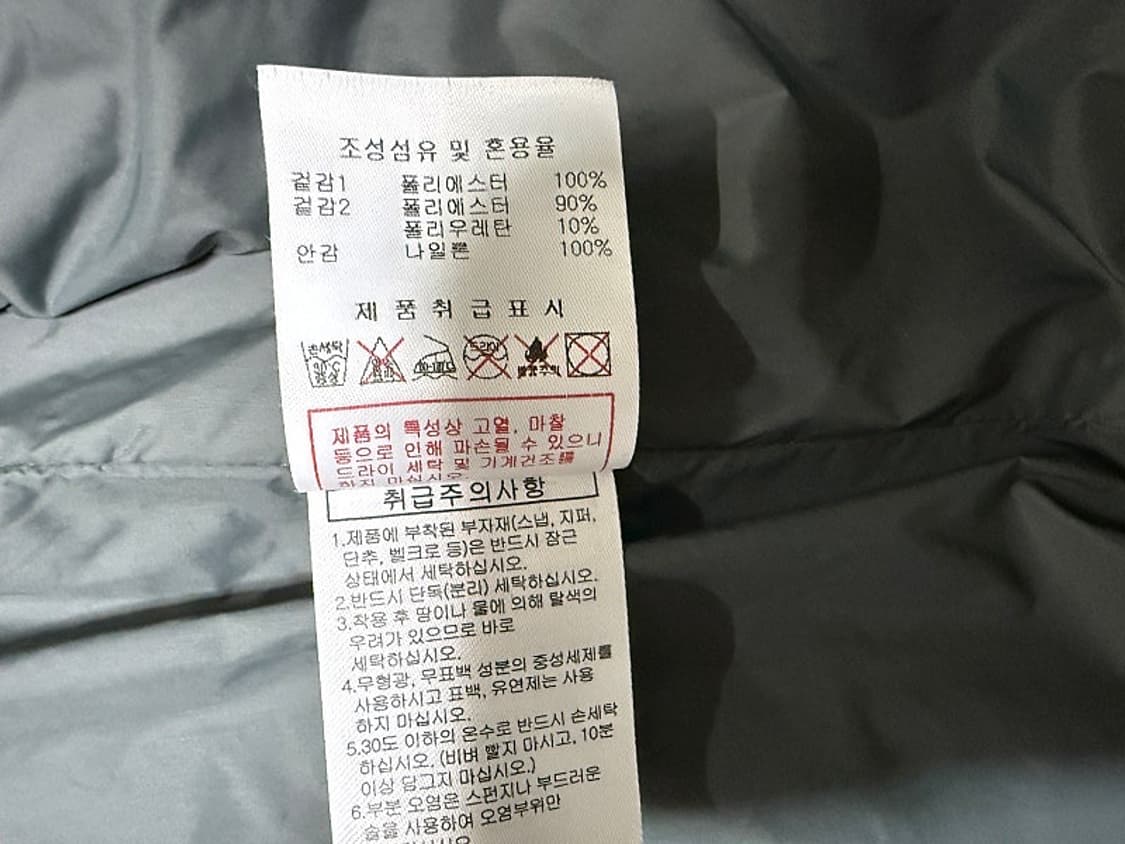 조성섬유 및 혼용율
겉감1 폴리에스터 100%
겉감2 폴리에스터 90%
폴리우레탄 10%
안감 나일론 100%
제품취급표시
손세탁
드라이
제품의 특성상 고열, 마찰
등으로 인해 파손될 수 있으니
드라이 세탁 및 기계건조를
하지 마십시오
취급주의사항
1.제품에 부착된 부자재(스냅, 지퍼,
단추, 벨크로 등)은 반드시 잠근
상태에서 세탁하십시오.
2.반드시 단독(분리) 세탁하십시오.
3.착용 후 땀이나 물에 의해 탈색의
우려가 있으므로 바로
세탁하십시오.
4.무형광, 무표백 성분의 중성세제를
사용하시고 표백, 유연제는 사용
하지 마십시오.
5.30도 이하의 온수로 반드시 손세탁
하십시오, (비벼 빨지 마시고, 10분
이상 담그지 마십시오.)
6.부분 오염은 스펀지나 부드러운
솔을 사용하여 오염부위만